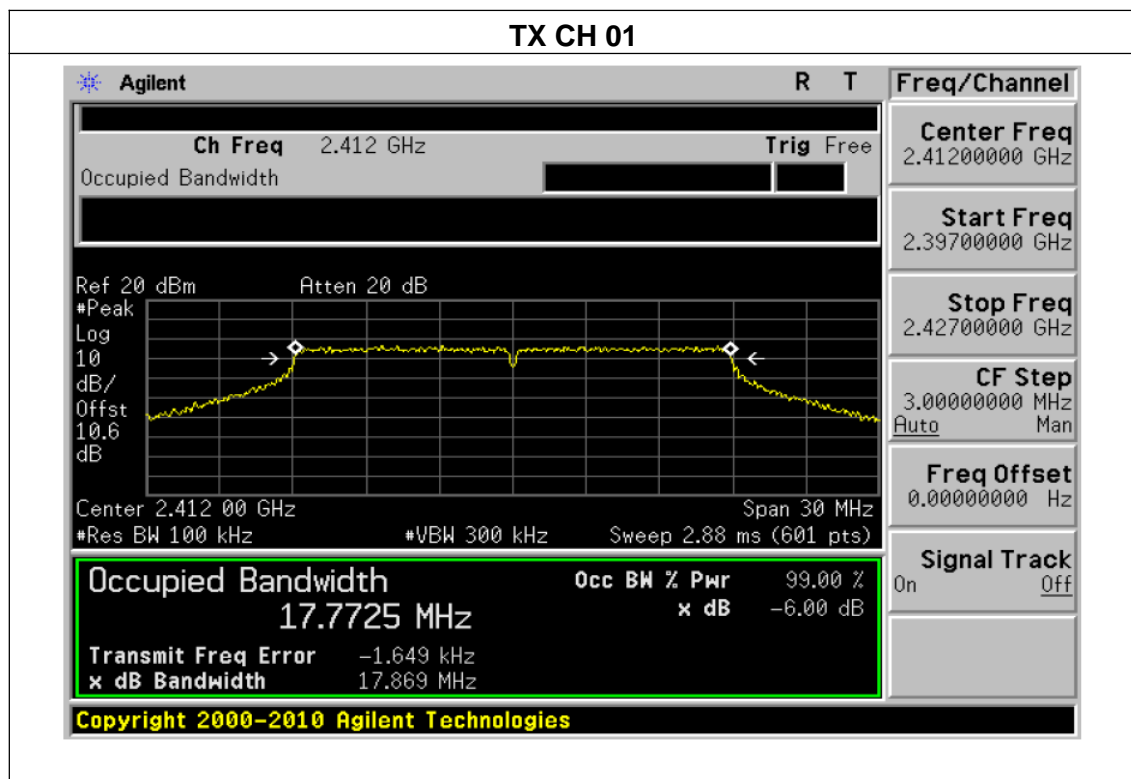 TX CH 01
Agilent R T Freq/Channel
Ch Freq 2.412 GHz Trig Free
Occupied Bandwidth
Center Freq
2.41200000 GHz
Start Freq
2.39700000 GHz
Stop Freq
2.42700000 GHz
CF Step
3.00000000 MHz
Auto Man
Freq Offset
0.00000000 Hz
Signal Track
On Off
Ref 20 dBm Atten 20 dB
#Peak
Log
10
dB/
Offst
10.6
dB
Center 2.412 00 GHz Span 30 MHz
#Res BW 100 kHz #VBW 300 kHz Sweep 2.88 ms (601 pts)
Occupied Bandwidth Occ BW % Pwr 99.00 %
17.7725 MHz x dB -6.00 dB
Transmit Freq Error -1.649 kHz
x dB Bandwidth 17.869 MHz
Copyright 2000-2010 Agilent Technologies